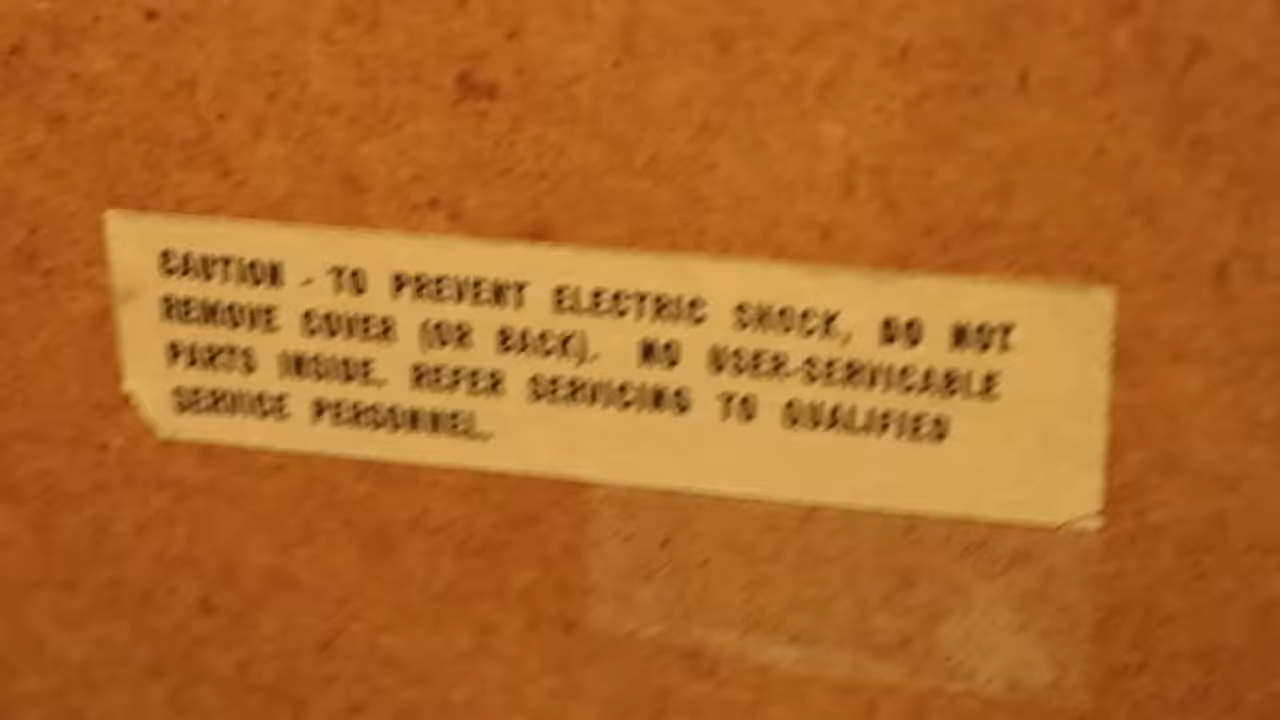 CAUTION - TO PREVENT ELECTRIC SHOCK, DO NOT
REMOVE COVER (OR BACK). NO USER-SERVICABLE
PARTS INSIDE. REFER SERVICING TO QUALIFIED
SERVICE PERSONNEL.